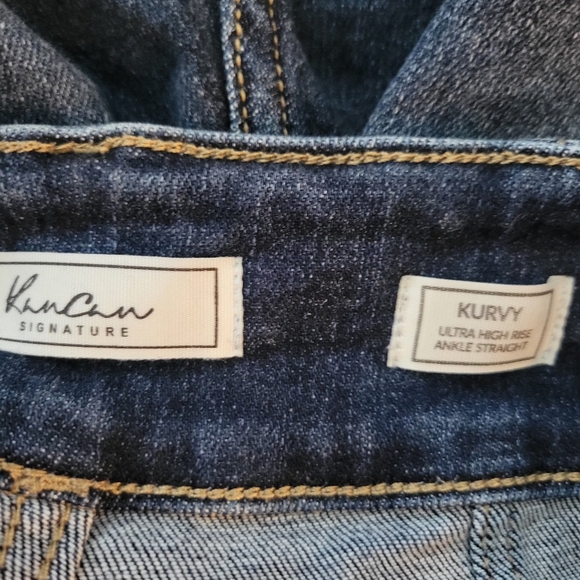 KanCan
SIGNATURE
KURVY
ULTRA HIGH RISE
ANKLE STRAIGHT